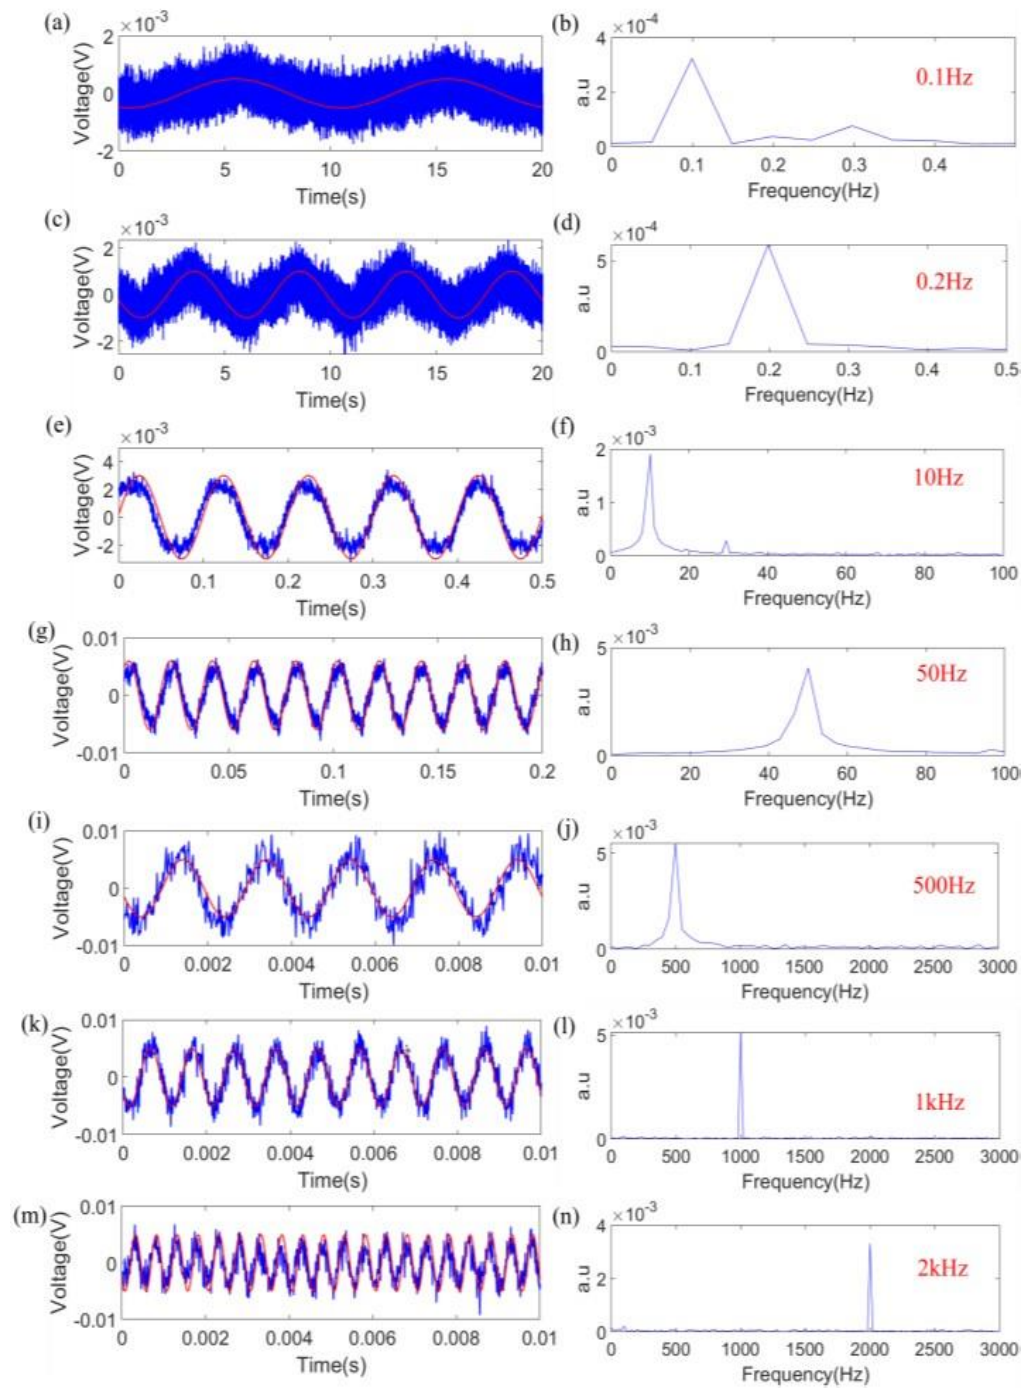 (a)
×10⁻³
Voltage(V)
2
0
-2
0 5 10 15 20
Time(s)
(b)
×10⁻⁴
a.u
4
2
0
0.1Hz
0 0.1 0.2 0.3 0.4
Frequency(Hz)
(c)
×10⁻³
Voltage(V)
2
0
-2
0 5 10 15 20
Time(s)
(d)
×10⁻⁴
a.u
5
0
0.2Hz
0 0.1 0.2 0.3 0.4 0.5
Frequency(Hz)
(e)
×10⁻³
Voltage(V)
4
2
0
-2
0 0.1 0.2 0.3 0.4 0.5
Time(s)
(f)
×10⁻³
a.u
2
1
0
10Hz
0 20 40 60 80 100
Frequency(Hz)
(g)
Voltage(V)
0.01
0
-0.01
0 0.05 0.1 0.15 0.2
Time(s)
(h)
×10⁻³
a.u
5
0
50Hz
0 20 40 60 80 100
Frequency(Hz)
(i)
Voltage(V)
0.01
0
-0.01
0 0.002 0.004 0.006 0.008 0.01
Time(s)
(j)
×10⁻³
a.u
5
0
500Hz
0 500 1000 1500 2000 2500 3000
Frequency(Hz)
(k)
Voltage(V)
0.01
0
-0.01
0 0.002 0.004 0.006 0.008 0.01
Time(s)
(l)
×10⁻³
a.u
5
0
1kHz
0 500 1000 1500 2000 2500 3000
Frequency(Hz)
(m)
Voltage(V)
0.01
0
-0.01
0 0.002 0.004 0.006 0.008 0.01
Time(s)
(n)
×10⁻³
a.u
4
2
0
2kHz
0 500 1000 1500 2000 2500 3000
Frequency(Hz)